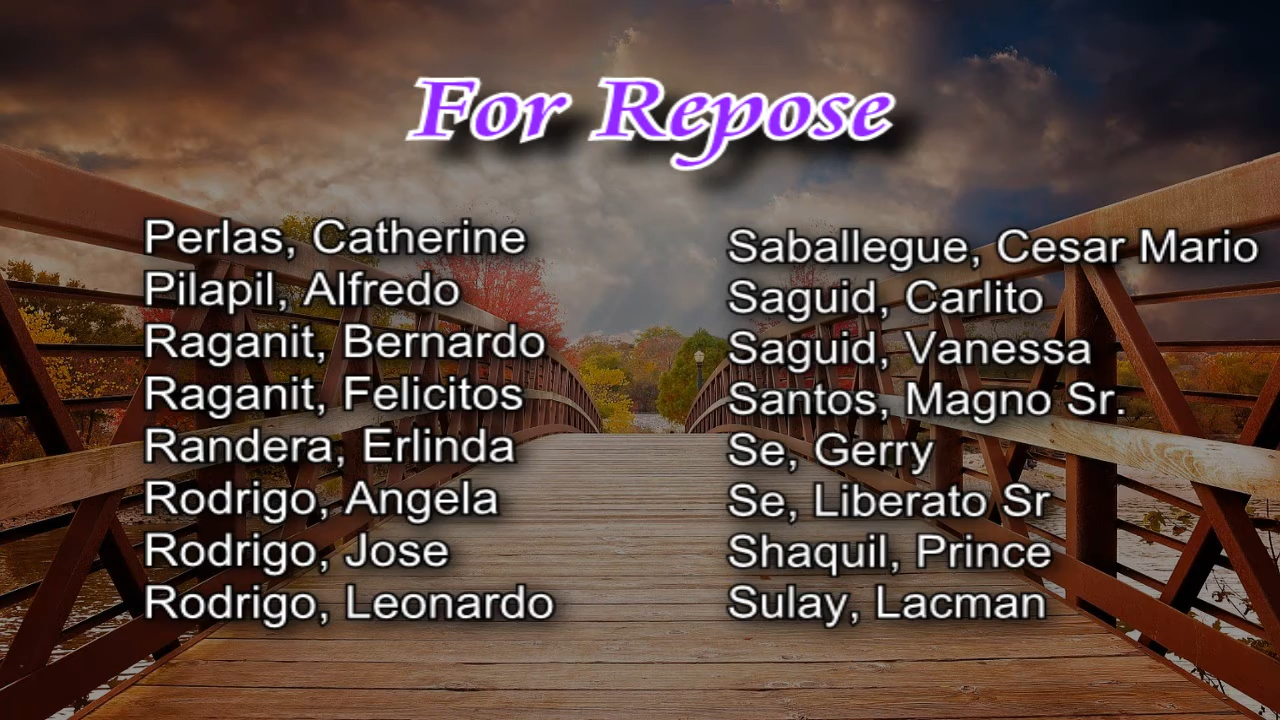 For Repose
Perlas, Catherine
Pilapil, Alfredo
Raganit, Bernardo
Raganit, Felicitos
Randera, Erlinda
Rodrigo, Angela
Rodrigo, Jose
Rodrigo, Leonardo
Saballegue, Cesar Mario
Saguid, Carlito
Saguid, Vanessa
Santos, Magno Sr.
Se, Gerry
Se, Liberato Sr
Shaquil, Prince
Sulay, Lacman